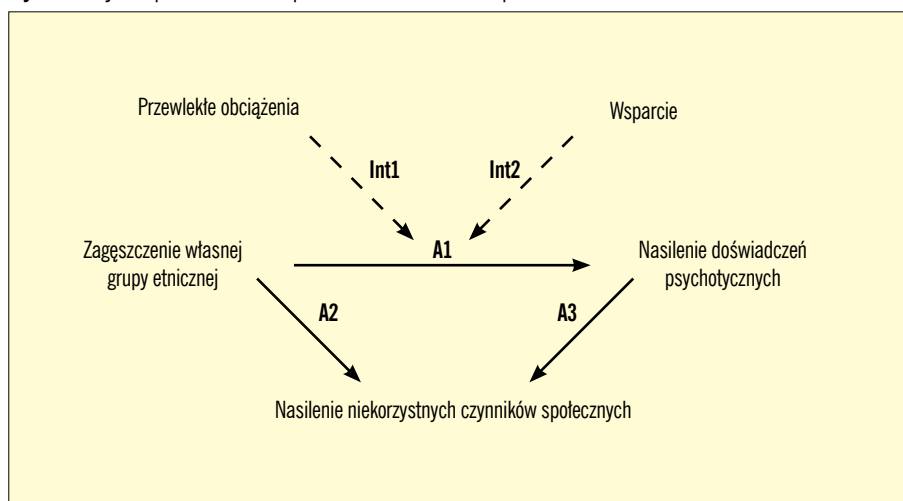 Przewlekłe obciążenia
Wsparcie
Int1
Int2
Zagęszczenie własnej
grupy etnicznej
A1
Nasilenie doświadczeń
psychotycznych
A2
A3
Nasilenie niekorzystnych czynników społecznych